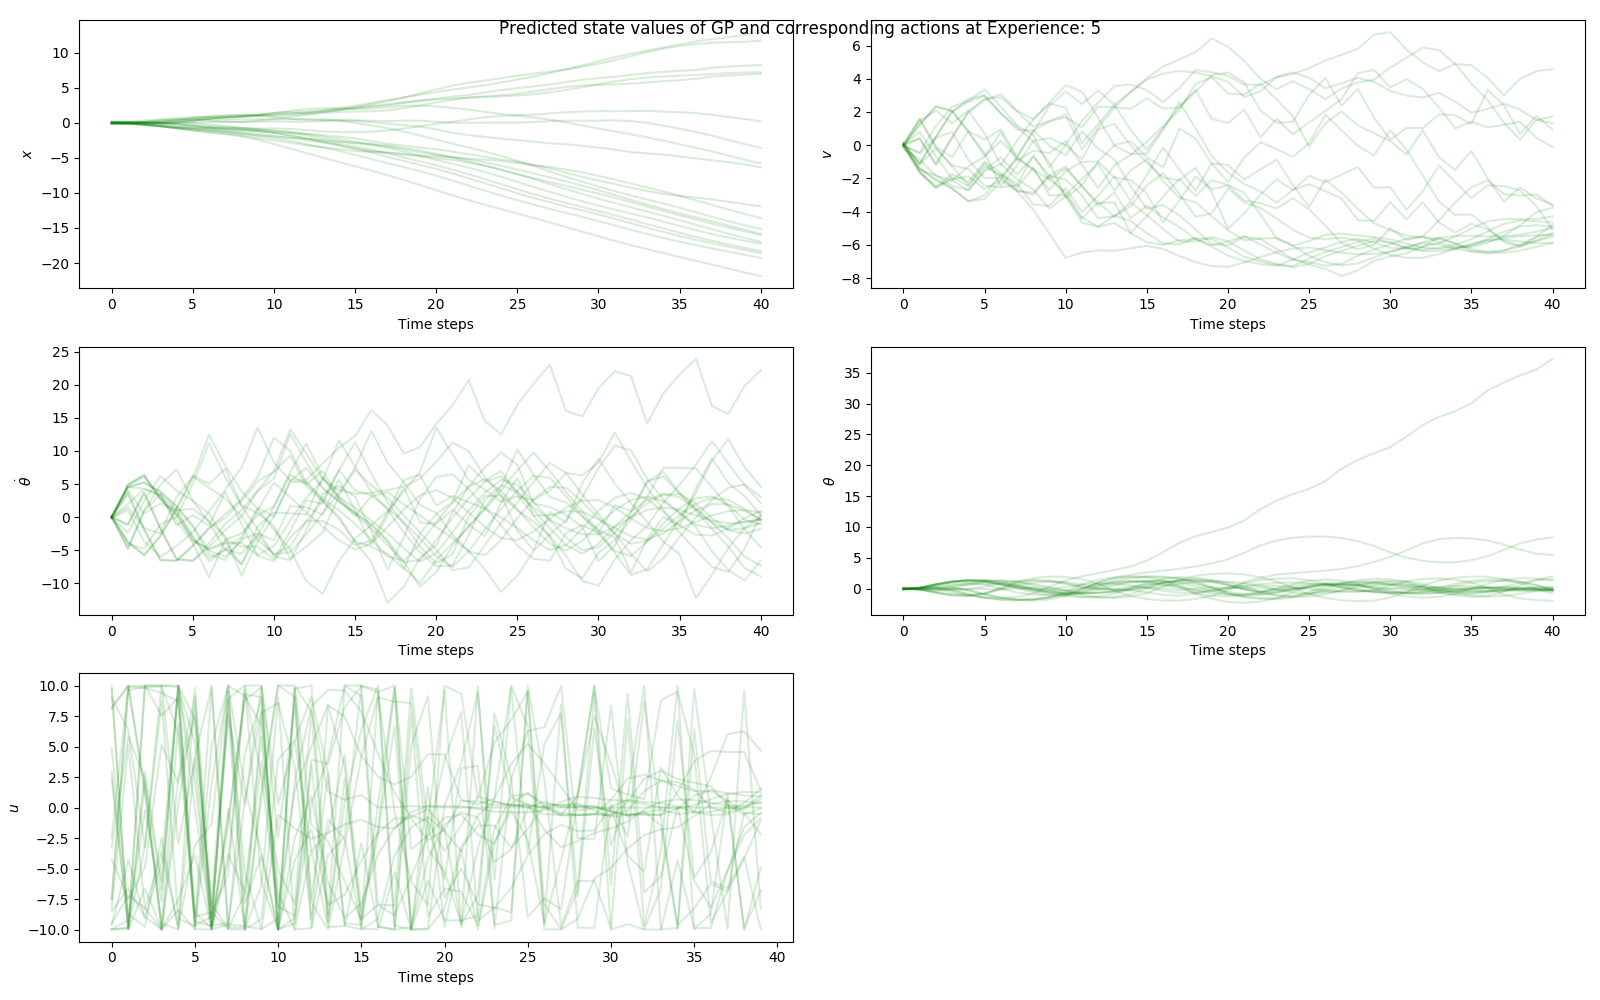 Predicted state values of GP and corresponding actions at Experience: 5
10
5
0
−5
−10
−15
−20
x
0 5 10 15 20 25 30 35 40
Time steps
6
4
2
0
−2
−4
−6
−8
v
0 5 10 15 20 25 30 35 40
Time steps
25
20
15
10
5
0
−5
−10
θ̇
0 5 10 15 20 25 30 35 40
Time steps
35
30
25
20
15
10
5
0
θ
0 5 10 15 20 25 30 35 40
Time steps
10.0
7.5
5.0
2.5
0.0
−2.5
−5.0
−7.5
−10.0
u
0 5 10 15 20 25 30 35 40
Time steps